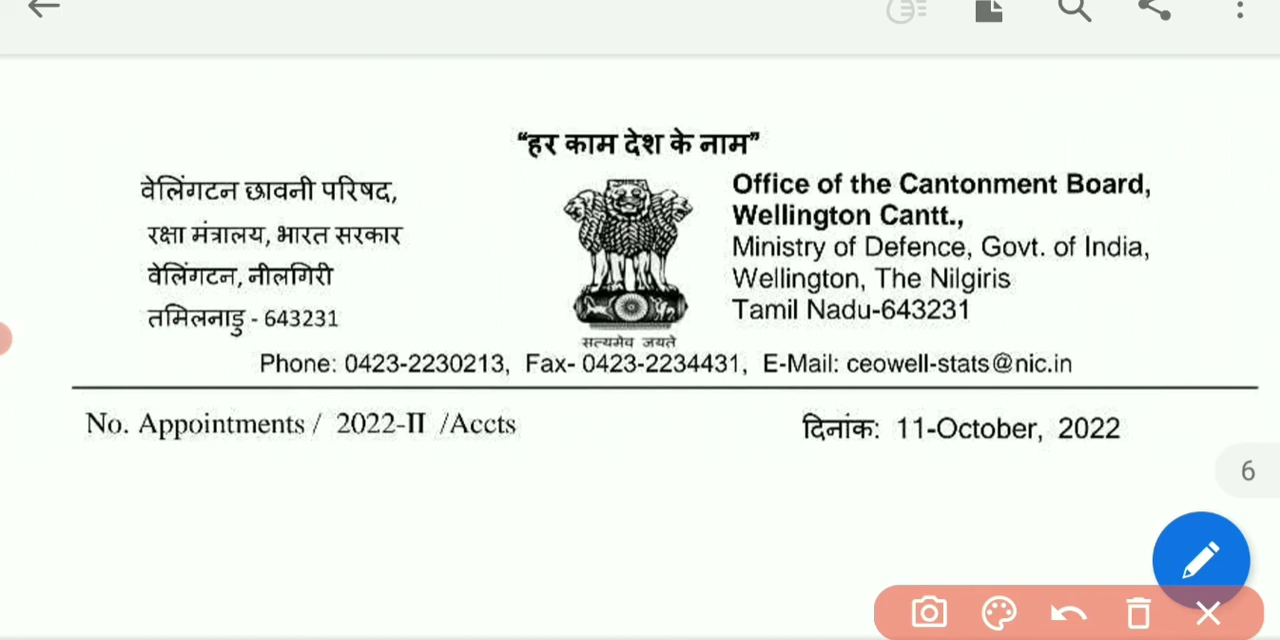 “हर काम देश के नाम”
वेलिंगटन छावनी परिषद,
रक्षा मंत्रालय, भारत सरकार
वेलिंगटन, नीलगिरी
तमिलनाडु - 643231
सत्यमेव जयते
Office of the Cantonment Board,
Wellington Cantt.,
Ministry of Defence, Govt. of India,
Wellington, The Nilgiris
Tamil Nadu-643231
Phone: 0423-2230213, Fax- 0423-2234431, E-Mail: ceowell-stats@nic.in
No. Appointments / 2022-II /Accts
दिनांक: 11-October, 2022
6